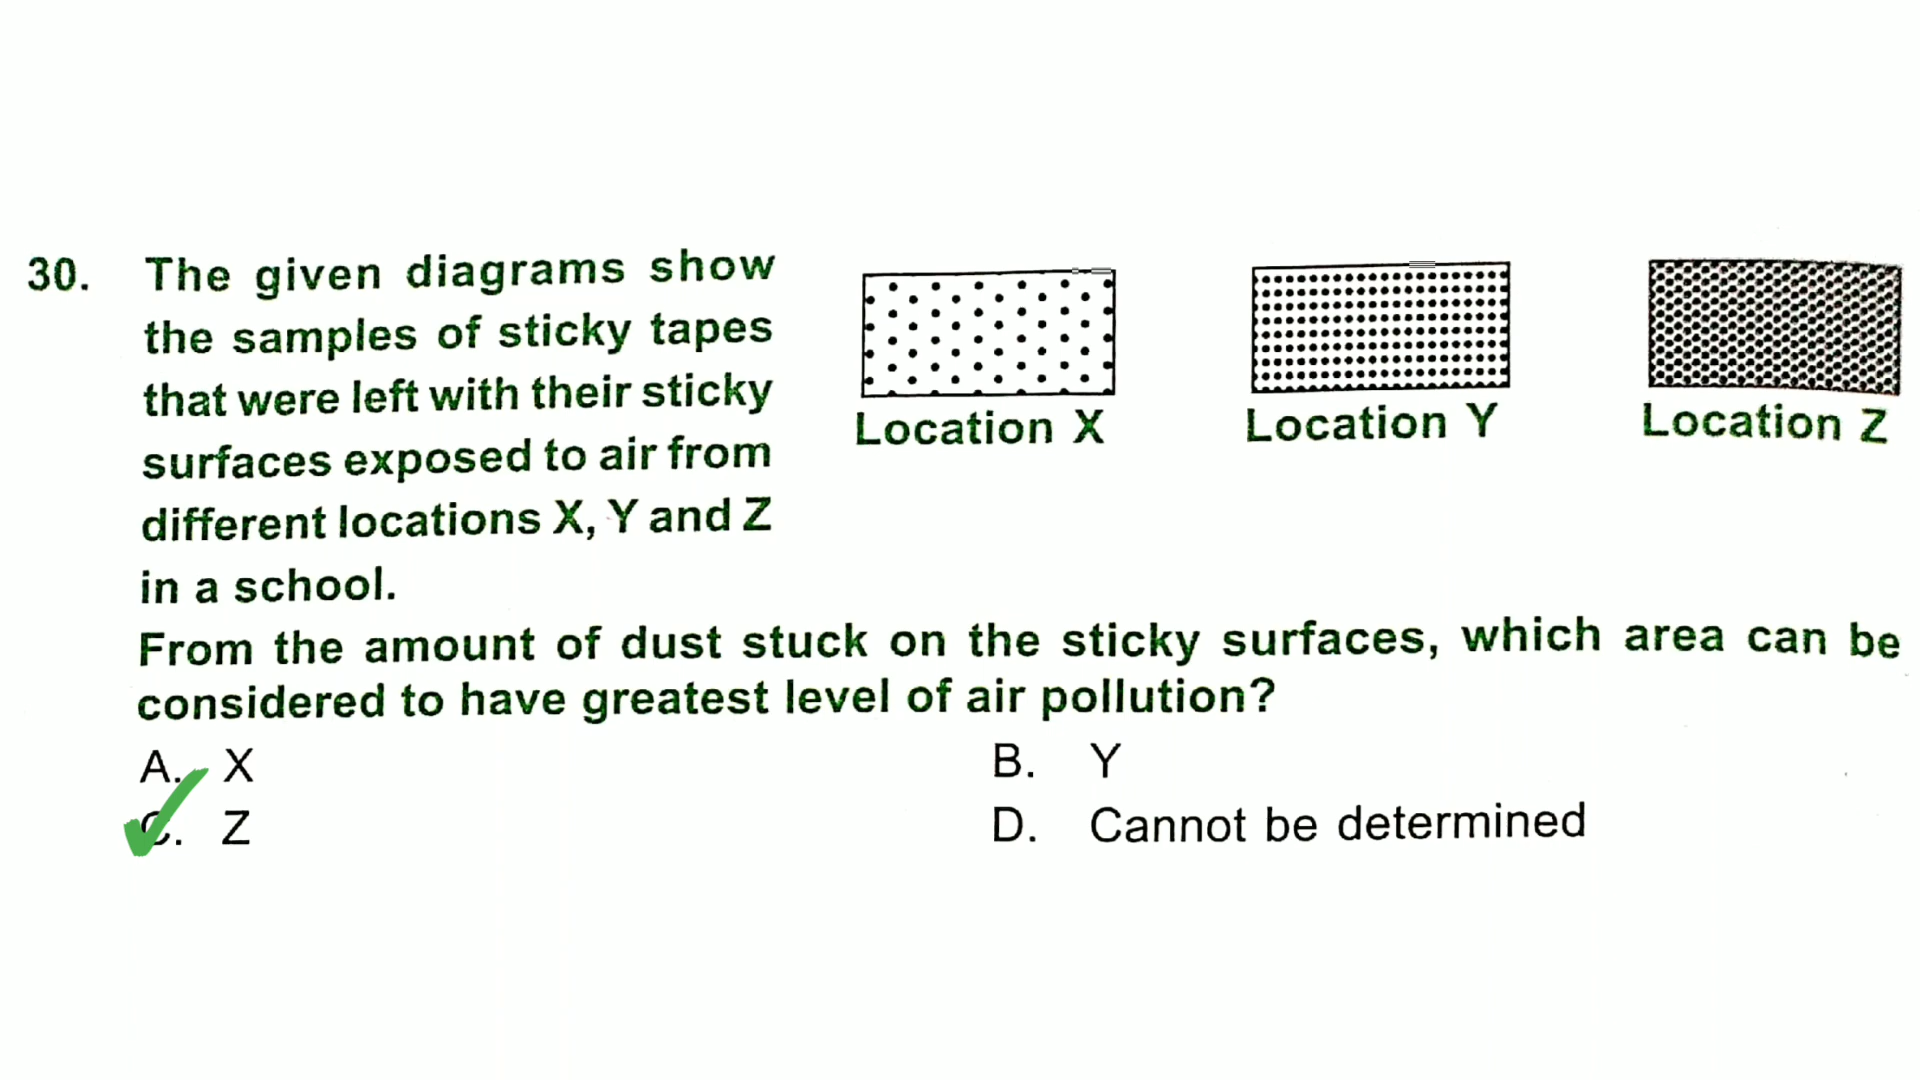 30. The given diagrams show
the samples of sticky tapes
that were left with their sticky
surfaces exposed to air from
different locations X, Y and Z
in a school.
Location X Location Y Location Z
From the amount of dust stuck on the sticky surfaces, which area can be
considered to have greatest level of air pollution?
A. X B. Y
C. Z D. Cannot be determined